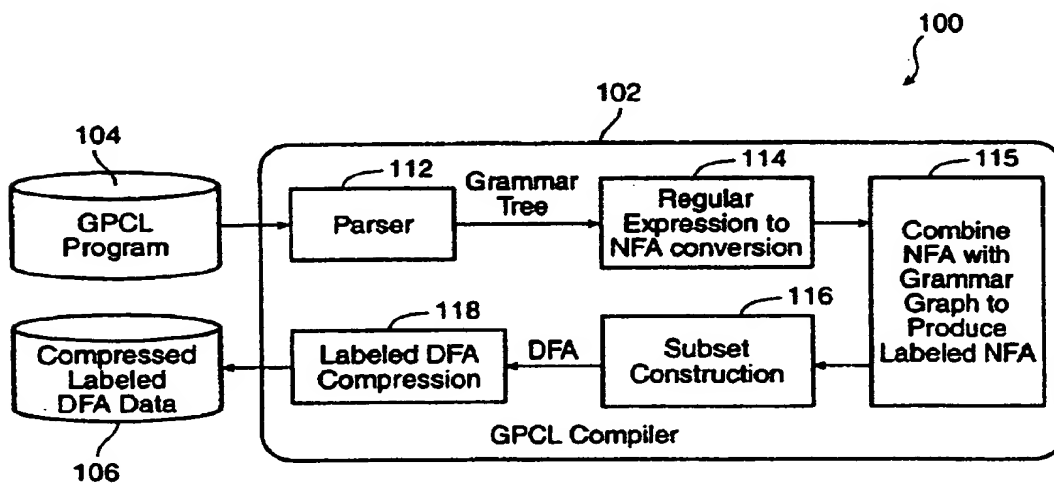 100
102
104
GPCL
Program
112
Parser
Grammar
Tree
114
Regular
Expression to
NFA conversion
115
Combine
NFA with
Grammar
Graph to
Produce
Labeled NFA
116
Subset
Construction
DFA
118
Labeled DFA
Compression
Compressed
Labeled
DFA Data
106
GPCL Compiler